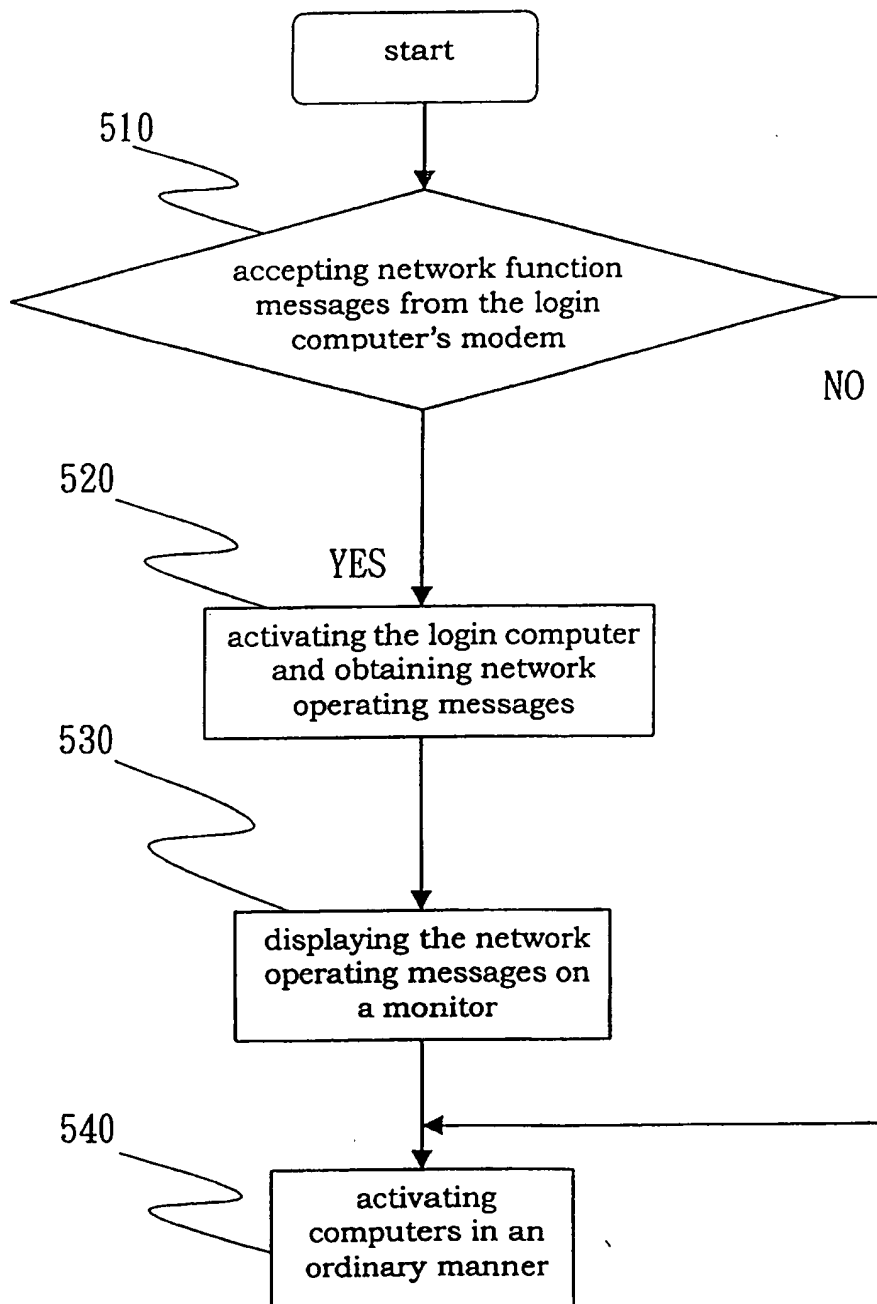 start
510
accepting network function
messages from the login
computer's modem
NO
520
YES
activating the login computer
and obtaining network
operating messages
530
displaying the network
operating messages on
a monitor
540
activating
computers in an
ordinary manner